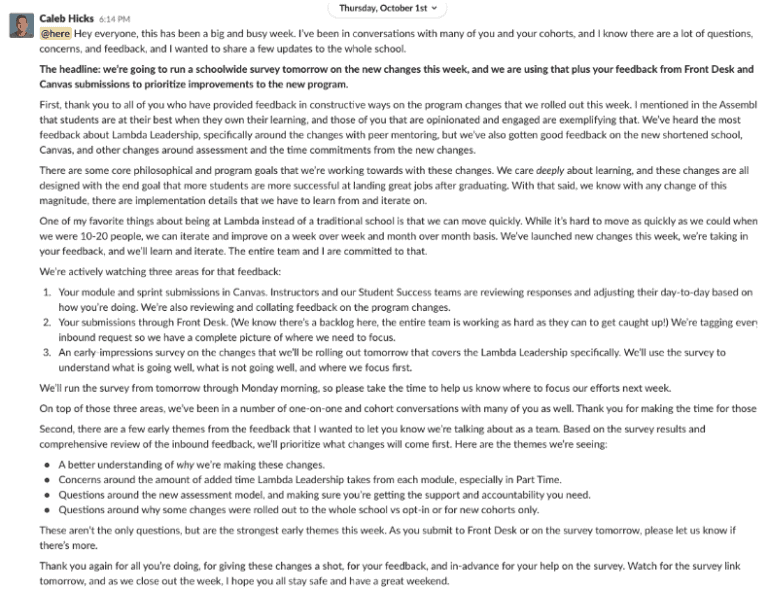 Thursday, October 1st
Caleb Hicks 6:14 PM
@here Hey everyone, this has been a big and busy week. I've been in conversations with many of you and your cohorts, and I know there are a lot of questions,
concerns, and feedback, and I wanted to share a few updates to the whole school.
The headline: we're going to run a schoolwide survey tomorrow on the new changes this week, and we are using that plus your feedback from Front Desk and
Canvas submissions to prioritize improvements to the new program.
First, thank you to all of you who have provided feedback in constructive ways on the program changes that we rolled out this week. I mentioned in the Assembl
that students are at their best when they own their learning, and those of you that are opinionated and engaged are exemplifying that. We've heard the most
feedback about Lambda Leadership, specifically around the changes with peer mentoring, but we've also gotten good feedback on the new shortened school,
Canvas, and other changes around assessment and the time commitments from the new changes.
There are some core philosophical and program goals that we're working towards with these changes. We care deeply about learning, and these changes are all
designed with the end goal that more students are more successful at landing great jobs after graduating. With that said, we know with any change of this
magnitude, there are implementation details that we have to learn from and iterate on.
One of my favorite things about being at Lambda instead of a traditional school is that we can move quickly. While it's hard to move as quickly as we could when
we were 10-20 people, we can iterate and improve on a week over week and month over month basis. We've launched new changes this week, we're taking in
your feedback, and we'll learn and iterate. The entire team and I are committed to that.
We're actively watching three areas for that feedback:
1. Your module and sprint submissions in Canvas. Instructors and our Student Success teams are reviewing responses and adjusting their day-to-day based on
how you're doing. We're also reviewing and collating feedback on the program changes.
2. Your submissions through Front Desk. (We know there's a backlog here, the entire team is working as hard as they can to get caught up!) We're tagging every
inbound request so we have a complete picture of where we need to focus.
3. An early-impressions survey on the changes that we'll be rolling out tomorrow that covers the Lambda Leadership specifically. We'll use the survey to
understand what is going well, what is not going well, and where we focus first.
We'll run the survey from tomorrow through Monday morning, so please take the time to help us know where to focus our efforts next week.
On top of those three areas, we've been in a number of one-on-one and cohort conversations with many of you as well. Thank you for making the time for those
Second, there are a few early themes from the feedback that I wanted to let you know we're talking about as a team. Based on the survey results and
comprehensive review of the inbound feedback, we'll prioritize what changes will come first. Here are the themes we're seeing:
• A better understanding of why we're making these changes.
• Concerns around the amount of added time Lambda Leadership takes from each module, especially in Part Time.
• Questions around the new assessment model, and making sure you're getting the support and accountability you need.
• Questions around why some changes were rolled out to the whole school vs opt-in or for new cohorts only.
These aren't the only questions, but are the strongest early themes this week. As you submit to Front Desk or on the survey tomorrow, please let us know if
there's more.
Thank you again for all you're doing, for giving these changes a shot, for your feedback, and in-advance for your help on the survey. Watch for the survey link
tomorrow, and as we close out the week, I hope you all stay safe and have a great weekend.